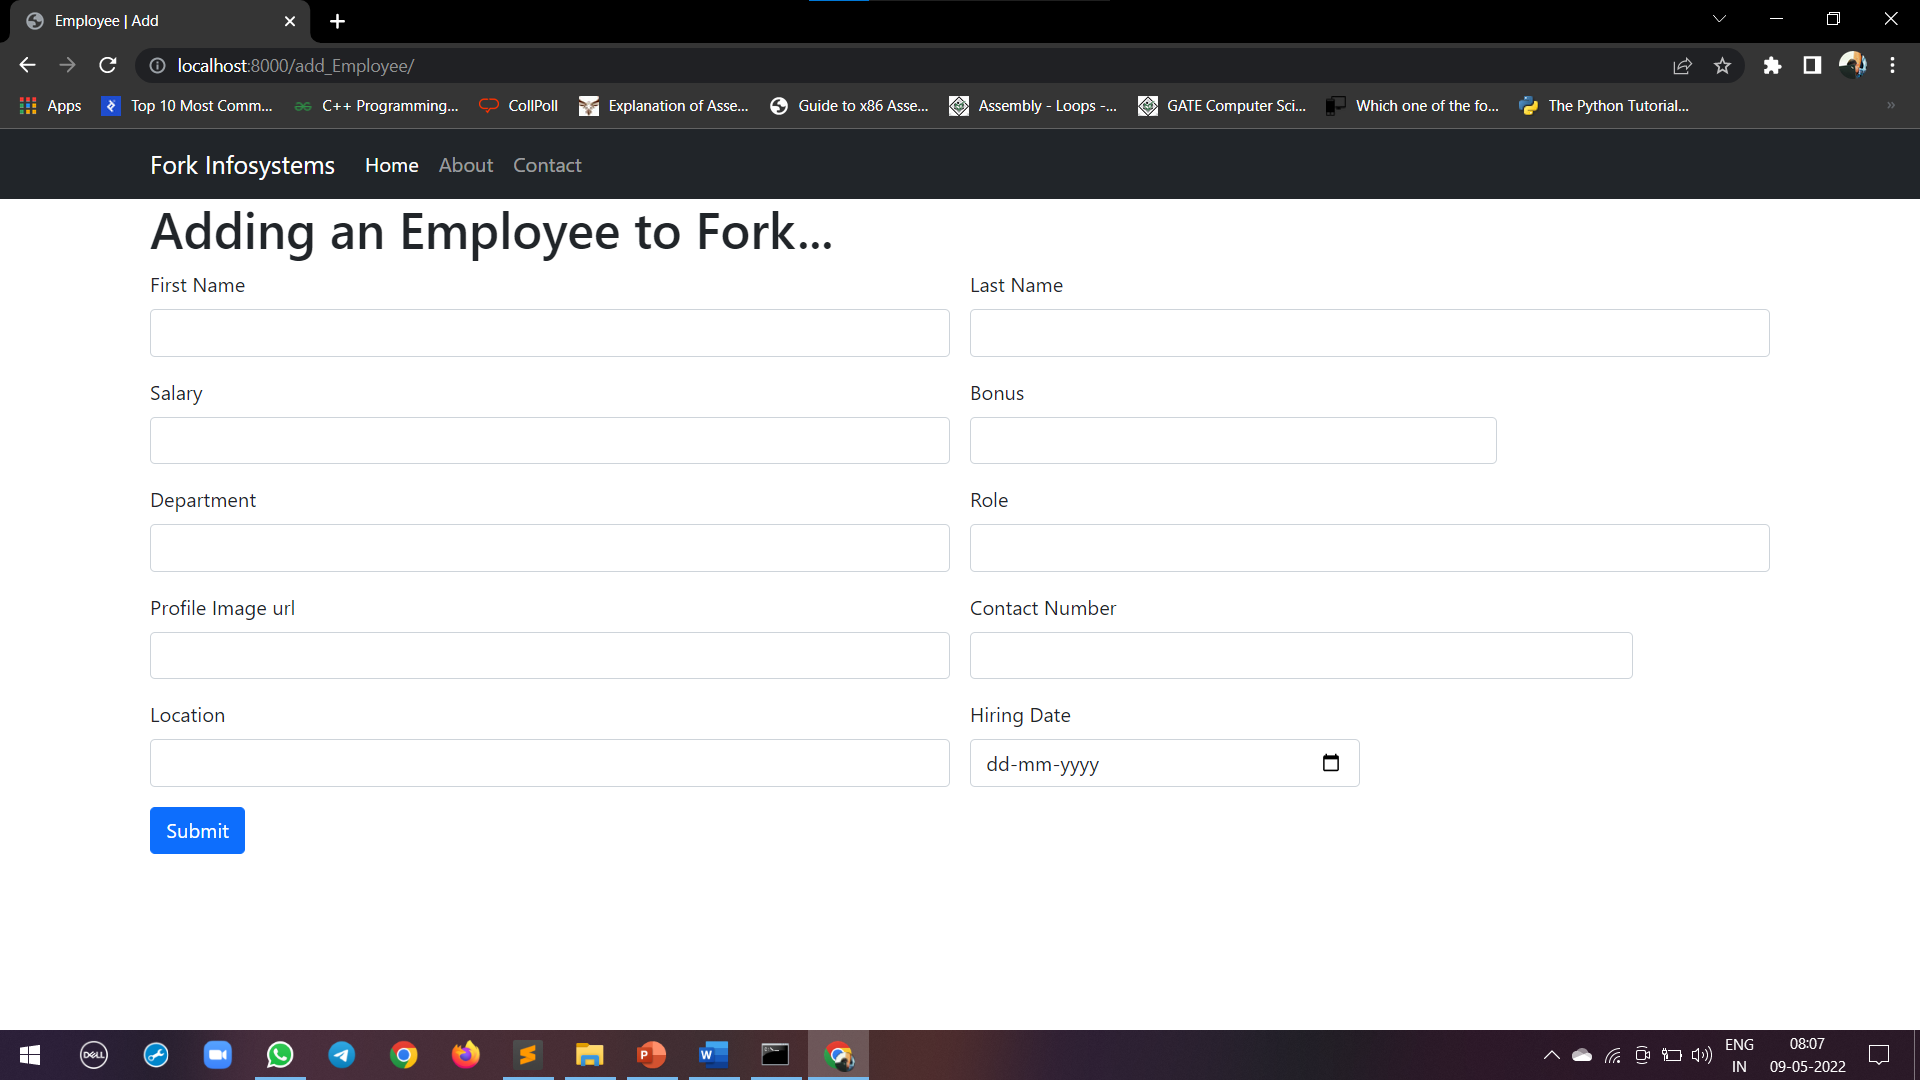 Employee | Add
localhost:8000/add_Employee/
Apps Top 10 Most Comm... C++ Programming... CollPoll Explanation of Asse... Guide to x86 Asse... Assembly - Loops -... GATE Computer Sci... Which one of the fo... The Python Tutorial... »
Fork Infosystems Home About Contact
Adding an Employee to Fork...
First Name Last Name
Salary Bonus
Department Role
Profile Image url Contact Number
Location Hiring Date
dd-mm-yyyy
Submit
DELL
ENG 08:07
IN 09-05-2022